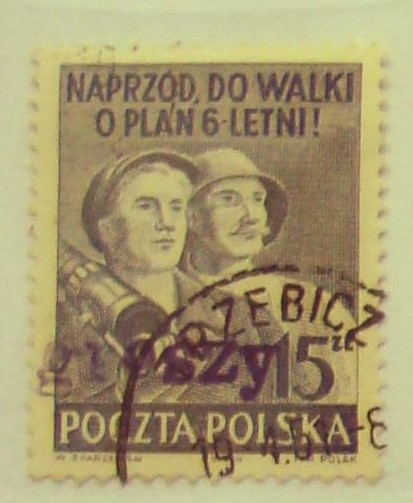 NAPRZÓD, DO WALKI
O PLAN 6-LETNI!
RZEBICZ
groszy
15 zł
POCZTA POLSKA